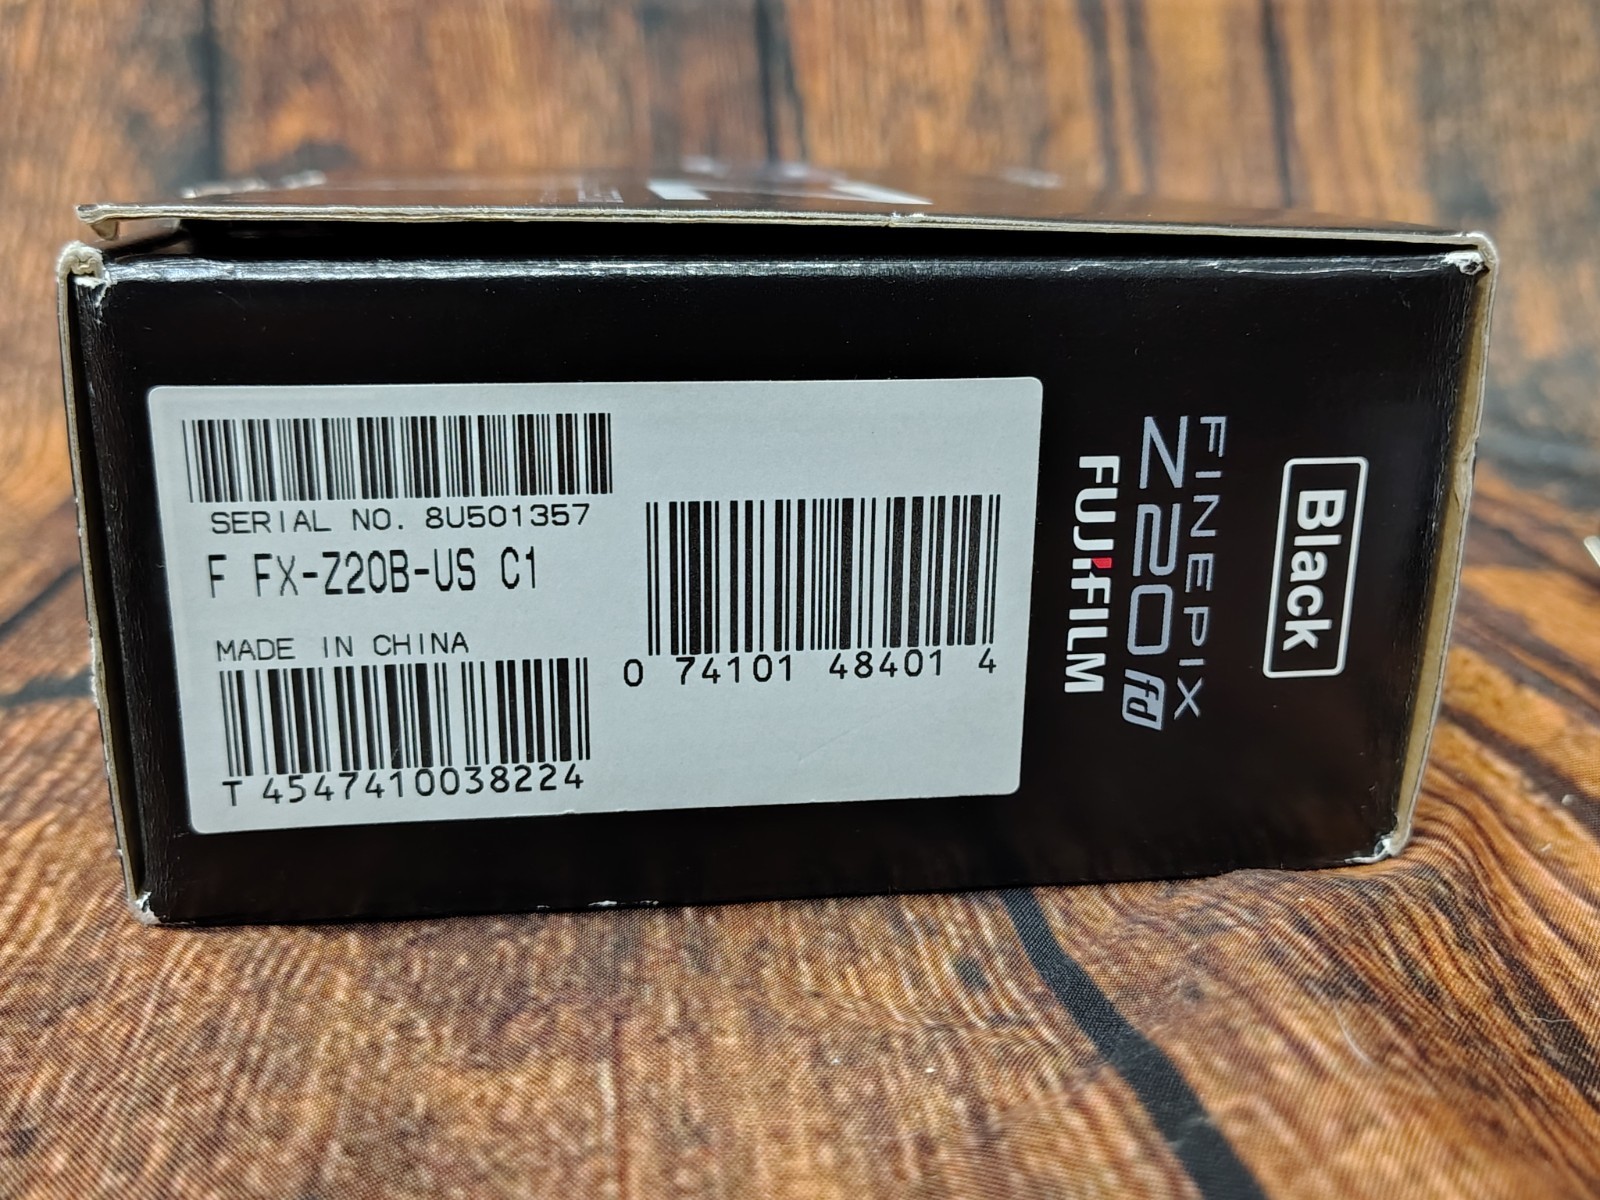 SERIAL NO. 8U501357
F FX-Z20B-US C1
MADE IN CHINA
T 4547410038224
0 74101 48401 4
Black
FINEPIX
Z20fd
FUJIFILM